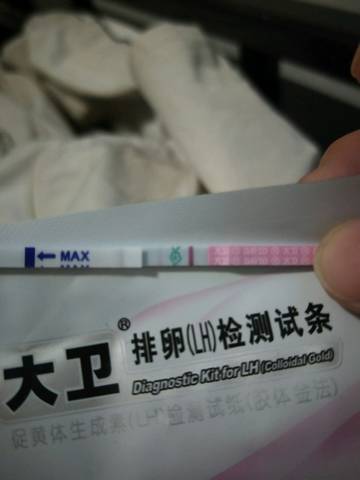 MAX
大卫®
排卵(LH)检测试条
Diagnostic Kit for LH (Colloidal Gold)
促黄体生成素(LH)检测试纸(胶体金法)